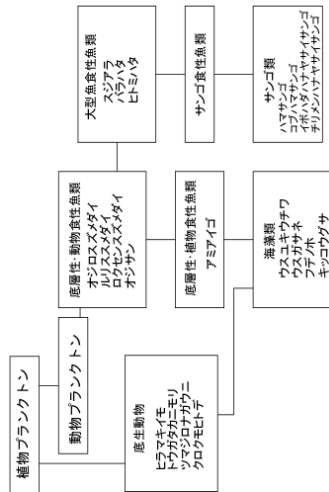 植物プランクトン
動物プランクトン
底層性・動物食性魚類
オジロスズメダイ
ルリスズメダイ
ロクセンスズメダイ
オジサン
大型魚食性魚類
スジアラ
バラハタ
ヒトミハタ
底生動物
ヒラマキイモ
トウガタカニモリ
ツマジロナガウニ
クロクモヒトデ
底層性・植物食性魚類
アミアイゴ
サンゴ食性魚類
海藻類
ウスユキウチワ
ウスガサネ
フデノホ
キッコウグサ
サンゴ類
ハマサンゴ
コブハマサンゴ
イボハダハナヤサイサンゴ
チリメンハナヤサイサンゴ